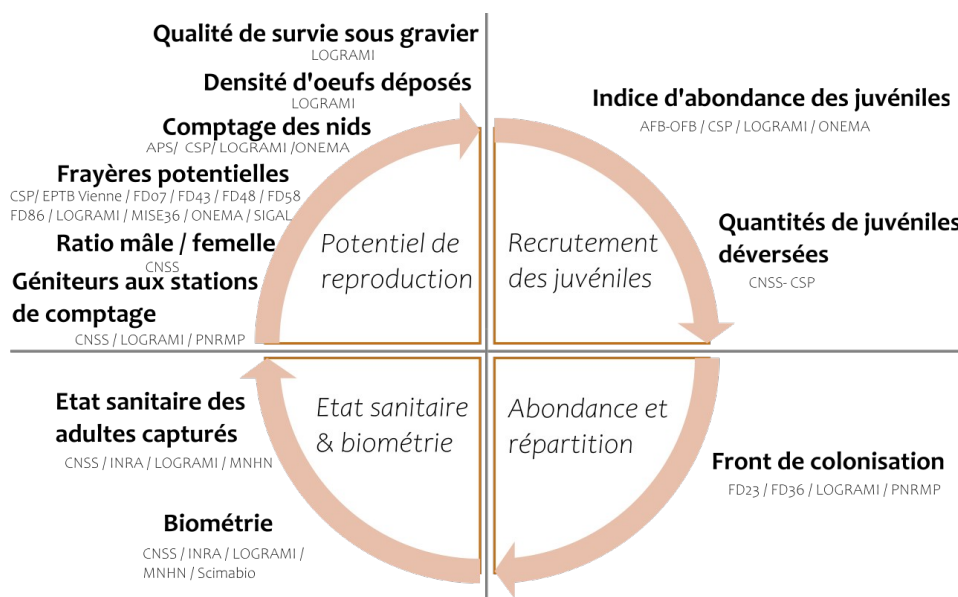 Qualité de survie sous gravier
LOGRAMI
Densité d'oeufs déposés
LOGRAMI
Comptage des nids
APS/ CSP/ LOGRAMI /ONEMA
Frayères potentielles
CSP/ EPTB Vienne / FD07 / FD43 / FD48 / FD58
FD86 / LOGRAMI / MISE36 / ONEMA / SIGAL
Ratio mâle / femelle
CNSS
Géniteurs aux stations
de comptage
CNSS / LOGRAMI / PNRMP
Potentiel de
reproduction
Indice d'abondance des juvéniles
AFB-OFB / CSP / LOGRAMI / ONEMA
Quantités de juvéniles
déversées
CNSS- CSP
Recrutement
des juvéniles
Etat sanitaire des
adultes capturés
CNSS / INRA / LOGRAMI / MNHN
Biométrie
CNSS / INRA / LOGRAMI /
MNHN / Scimabio
Etat sanitaire
& biométrie
Abondance et
répartition
Front de colonisation
FD23 / FD36 / LOGRAMI / PNRMP